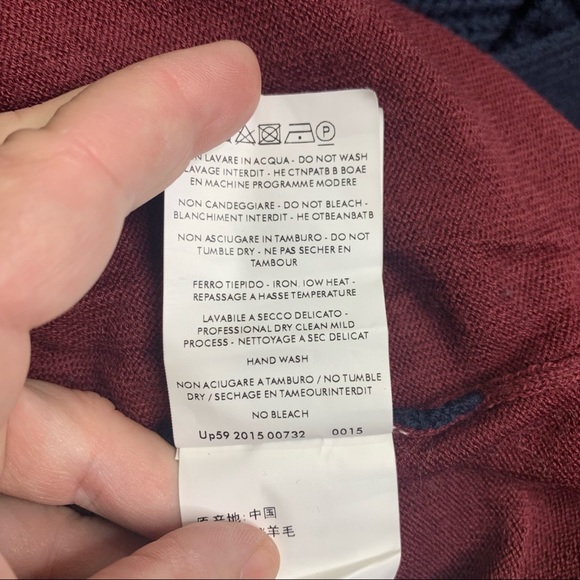 P
N LAVARE IN ACQUA - DO NOT WASH
LAVAGE INTERDIT - HE CTNPATB B BOAE
EN MACHINE PROGRAMME MODERE
NON CANDEGGIARE - DO NOT BLEACH -
BLANCHIMENT INTERDIT - HE OTBEANBATB
NON ASCIUGARE IN TAMBURO - DO NOT
TUMBLE DRY - NE PAS SECHER EN
TAMBOUR
FERRO TIEPIDO - IRON. IOW HEAT -
REPASSAGE A HASSE TEMPERATURE
LAVABILE A SECCO DELICATO -
PROFESSIONAL DRY CLEAN MILD
PROCESS - NETTOYAGE A SEC DELICAT
HAND WASH
NON ACIUGARE A TAMBURO / NO TUMBLE
DRY / SECHAGE EN TAMEOURINTERDIT
NO BLEACH
Up59 2015 00732 0015
原产地: 中国
羊毛